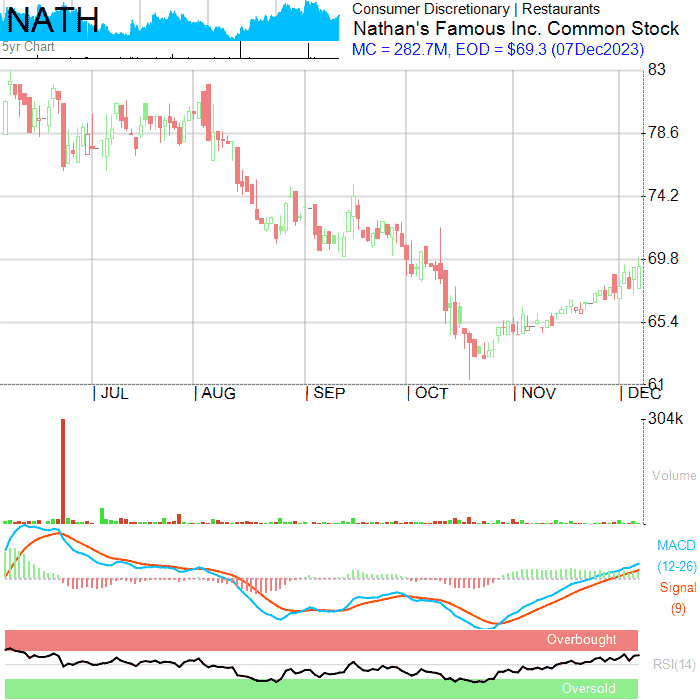 NATH
5yr Chart
Consumer Discretionary | Restaurants
Nathan's Famous Inc. Common Stock
MC = 282.7M, EOD = $69.3 (07Dec2023)
83
78.6
74.2
69.8
65.4
61
| JUL | AUG | SEP | OCT | NOV | DEC
304k
Volume
MACD
(12-26)
Signal
(9)
Overbought
RSI(14)
Oversold